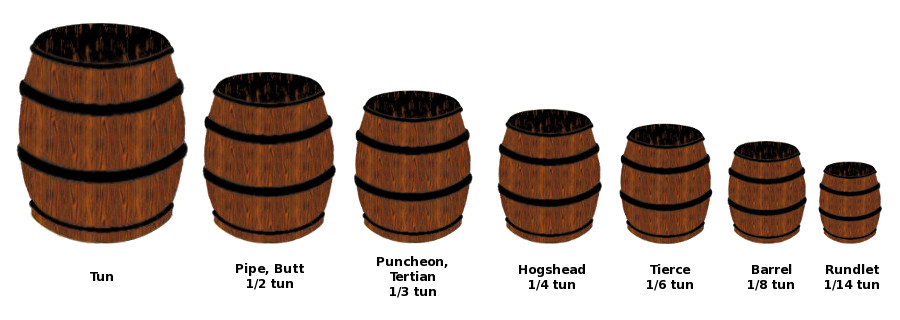 Tun
Pipe, Butt
1/2 tun
Puncheon,
Tertian
1/3 tun
Hogshead
1/4 tun
Tierce
1/6 tun
Barrel
1/8 tun
Rundlet
1/14 tun